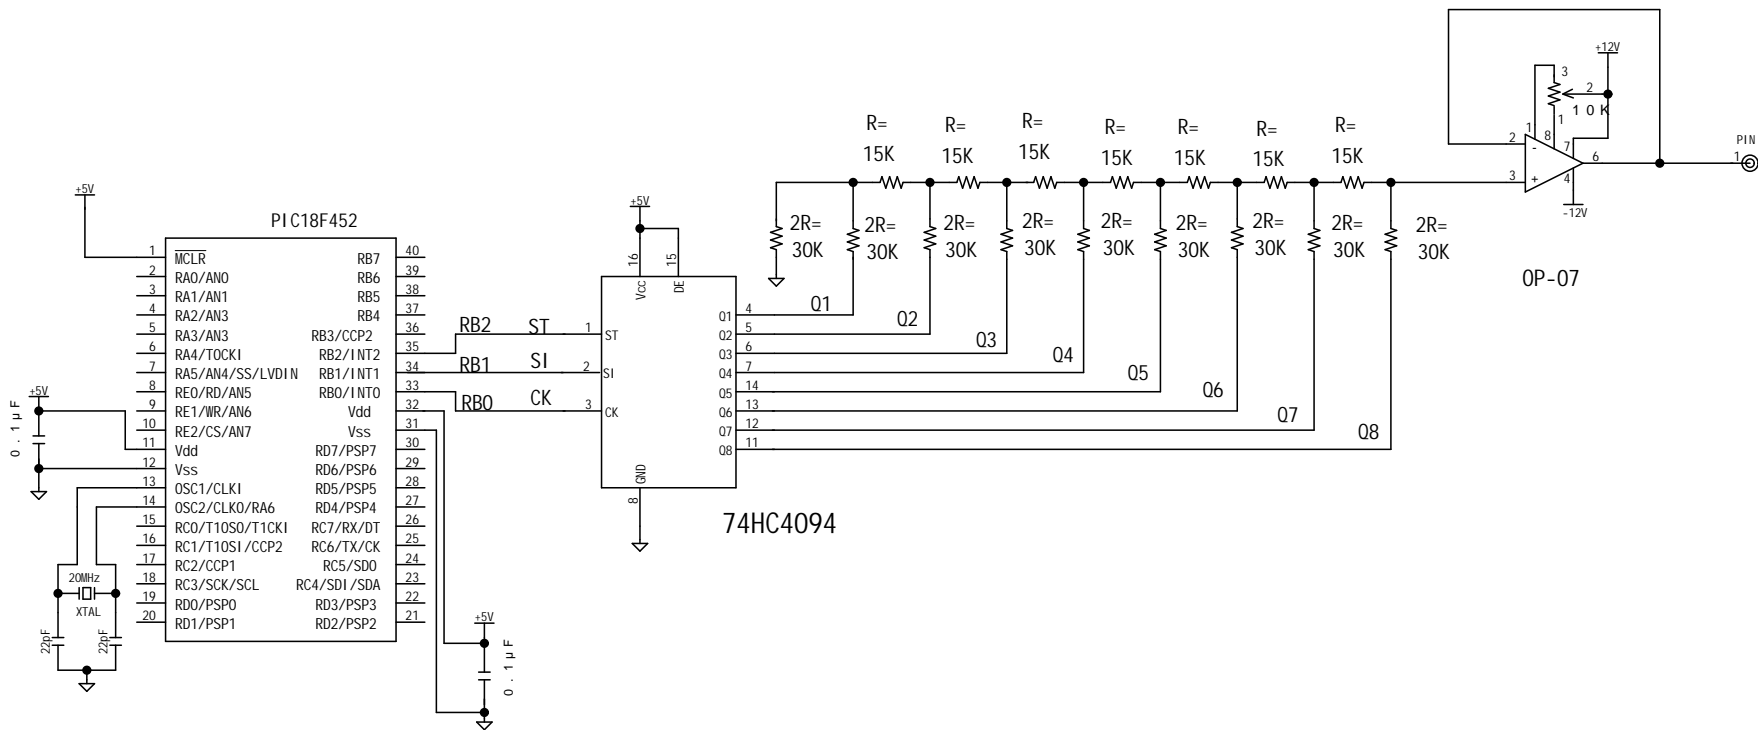 PIC18F452
+5V
1 MCLR
2 RA0/AN0
3 RA1/AN1
4 RA2/AN3
5 RA3/AN3
6 RA4/TOCKI
7 RA5/AN4/SS/LVDIN
8 RE0/RD/AN5
9 RE1/WR/AN6
10 RE2/CS/AN7
11 Vdd
12 Vss
13 OSC1/CLKI
14 OSC2/CLKO/RA6
15 RC0/T1OSO/T1CKI
16 RC1/T1OSI/CCP2
17 RC2/CCP1
18 RC3/SCK/SCL
19 RD0/PSP0
20 RD1/PSP1
RB7 40
RB6 39
RB5 38
RB4 37
RB3/CCP2 36
RB2/INT2 35
RB1/INT1 34
RB0/INT0 33
Vdd 32
Vss 31
RD7/PSP7 30
RD6/PSP6 29
RD5/PSP5 28
RD4/PSP4 27
RC7/RX/DT 26
RC6/TX/CK 25
RC5/SDO 24
RC4/SDI/SDA 23
RD3/PSP3 22
RD2/PSP2 21
+5V
0.1µF
20MHz
XTAL
22pF
22pF
+5V
0.1µF
RB2 ST 1
RB1 SI 2
RB0 CK 3
+5V
16 Vcc
15 DE
ST
SI
CK
GND
8
Q1 4
Q2 5
Q3 6
Q4 7
Q5 14
Q6 13
Q7 12
Q8 11
74HC4094
Q1
Q2
Q3
Q4
Q5
Q6
Q7
Q8
R= R= R= R= R= R= R=
15K 15K 15K 15K 15K 15K 15K
2R= 2R= 2R= 2R= 2R= 2R= 2R= 2R= 2R=
30K 30K 30K 30K 30K 30K 30K 30K 30K
+12V
3
2
10K
1
1
8
7
2
-
3
+
6
4
-12V
OP-07
PIN
1